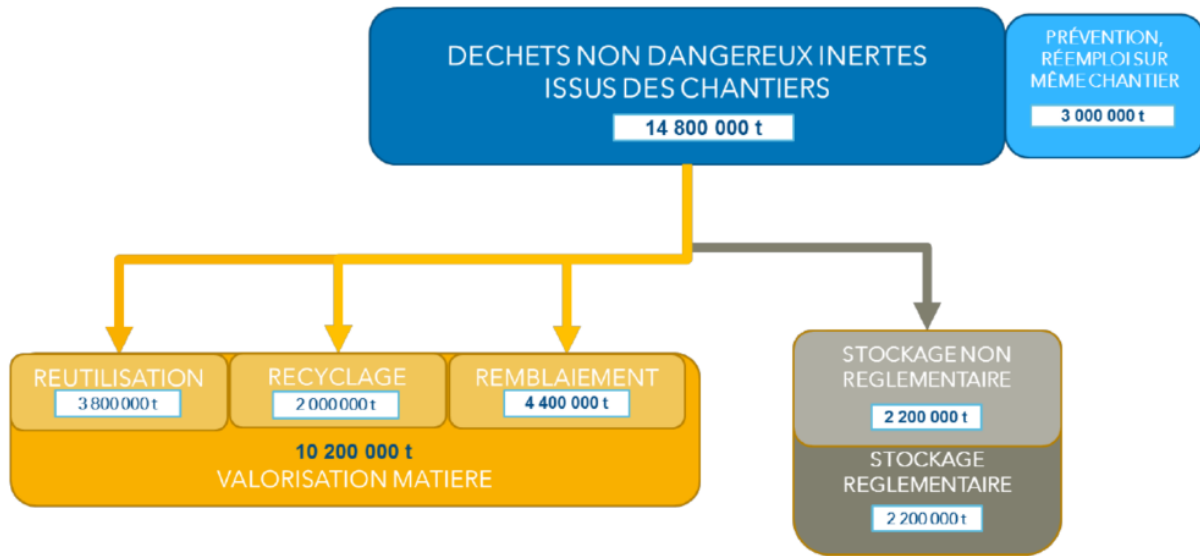 DECHETS NON DANGEREUX INERTES
ISSUS DES CHANTIERS
14 800 000 t
PRÉVENTION,
RÉEMPLOI SUR
MÊME CHANTIER
3 000 000 t
REUTILISATION
3 800 000 t
RECYCLAGE
2 000 000 t
REMBLAIEMENT
4 400 000 t
10 200 000 t
VALORISATION MATIERE
STOCKAGE NON
REGLEMENTAIRE
2 200 000 t
STOCKAGE
REGLEMENTAIRE
2 200 000 t